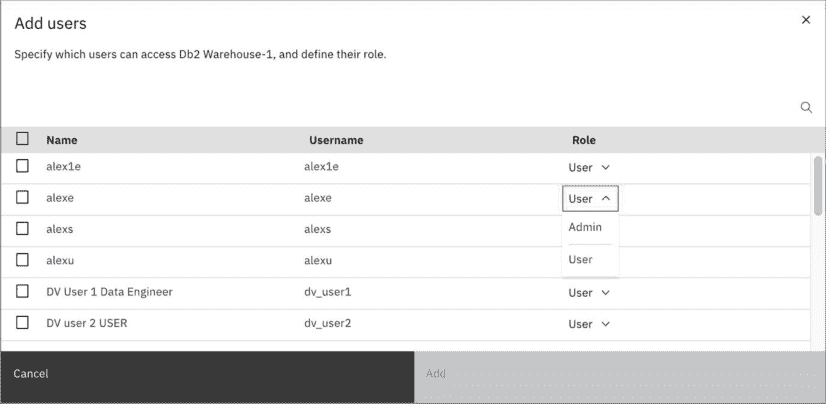 Add users
Specify which users can access Db2 Warehouse-1, and define their role.
Name Username Role
alex1e alex1e User
alexe alexe User
Admin
alexs alexs
User
alexu alexu
DV User 1 Data Engineer dv_user1 User
DV user 2 USER dv_user2 User
Cancel Add